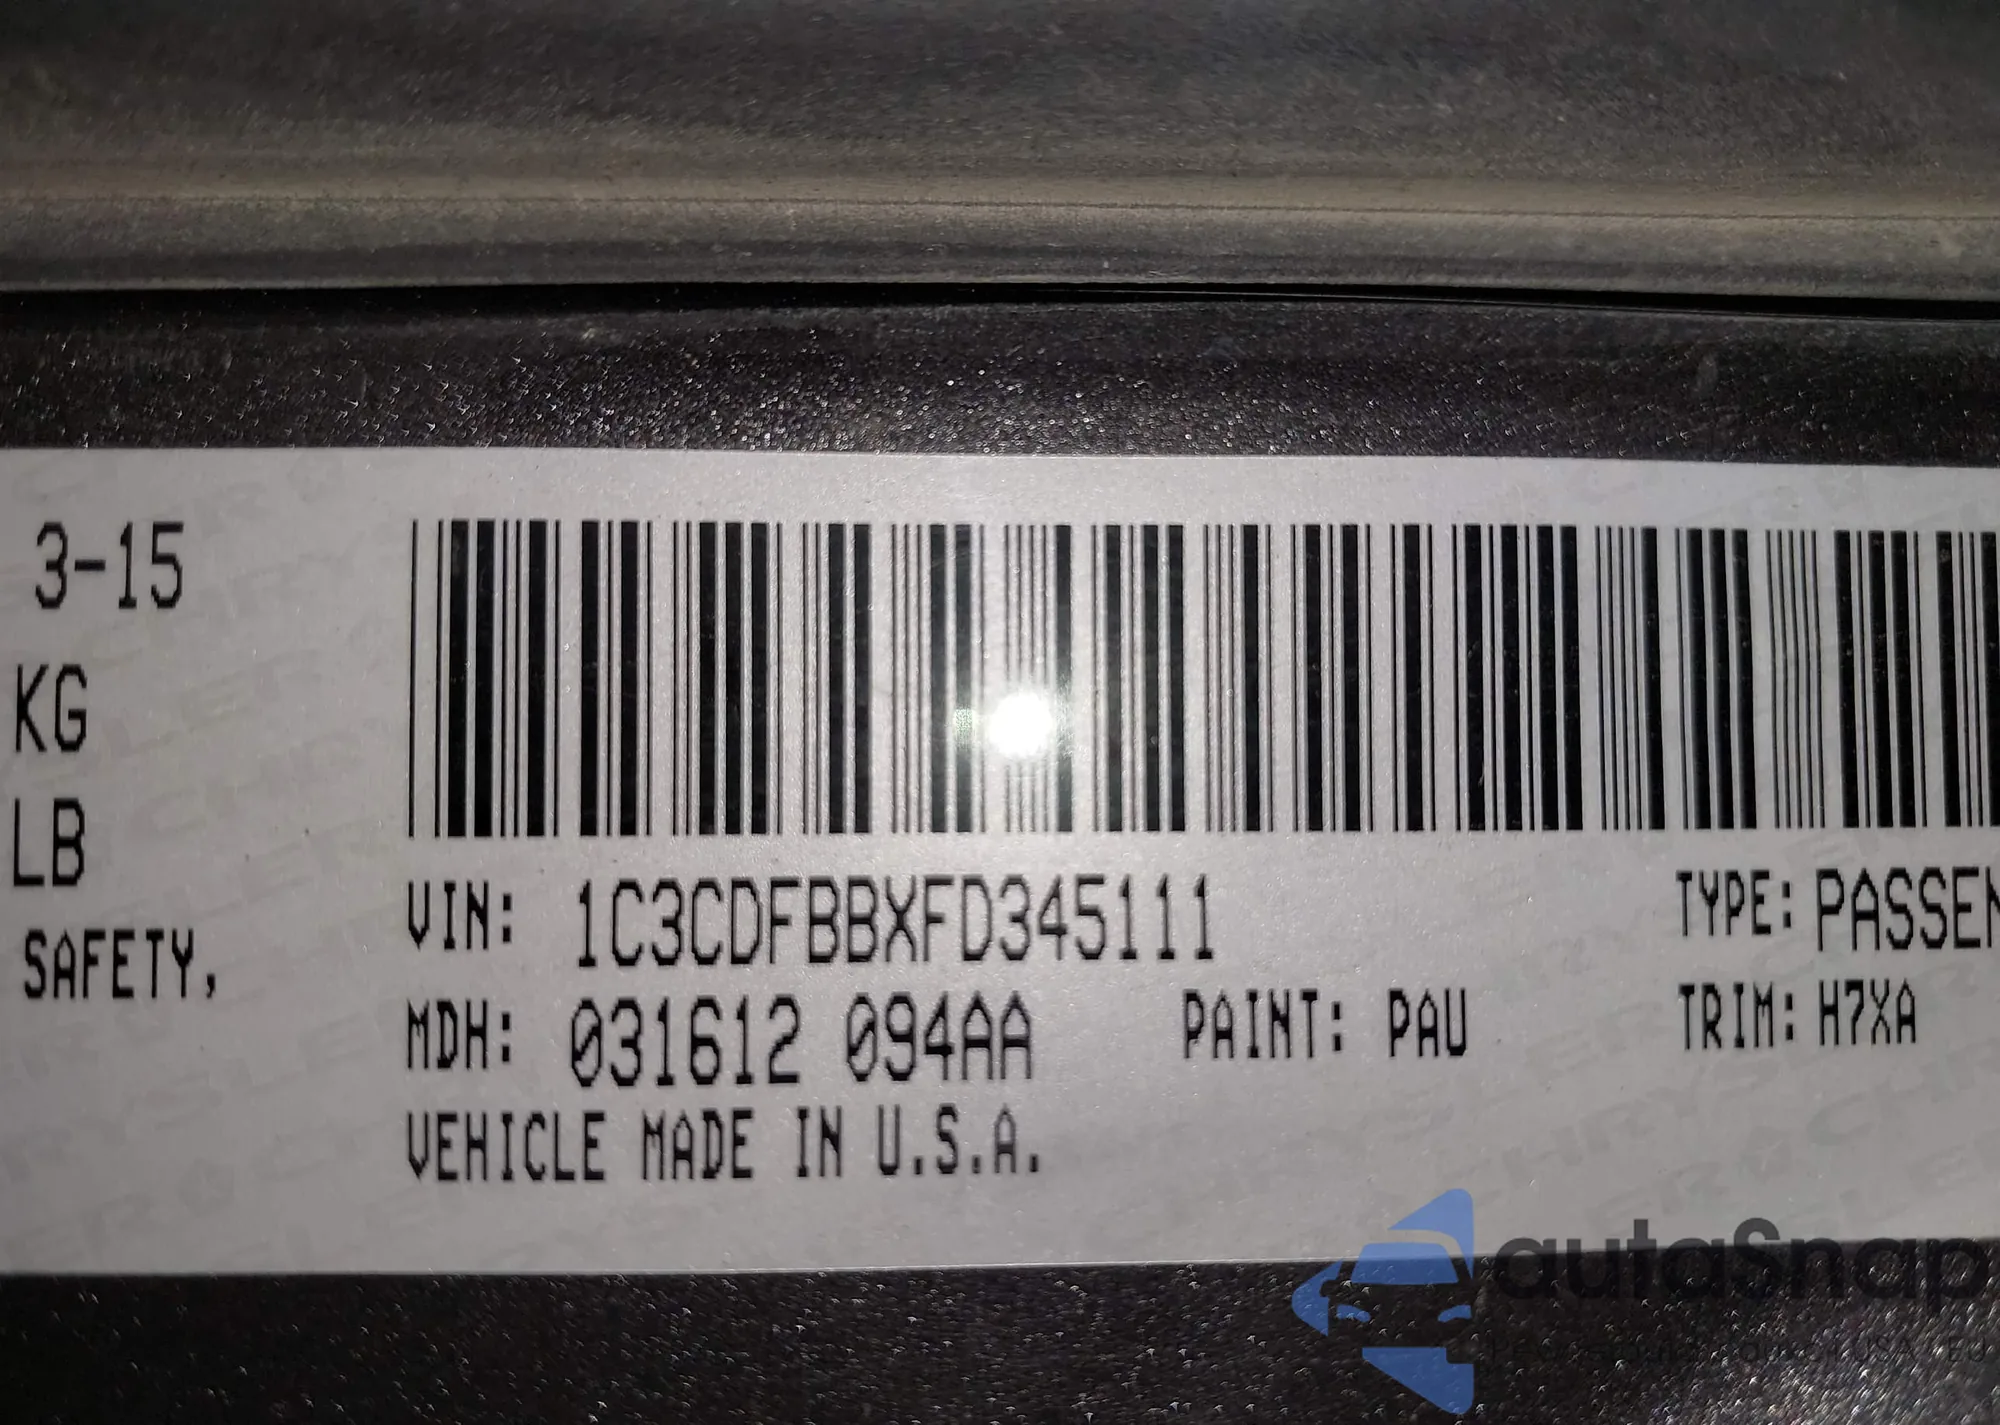 3-15
KG
LB
SAFETY,
VIN: 1C3CDFBBXFD345111
TYPE: PASSEN
MDH: 031612 094AA
PAINT: PAU
TRIM: H7XA
VEHICLE MADE IN U.S.A.
autaSnap